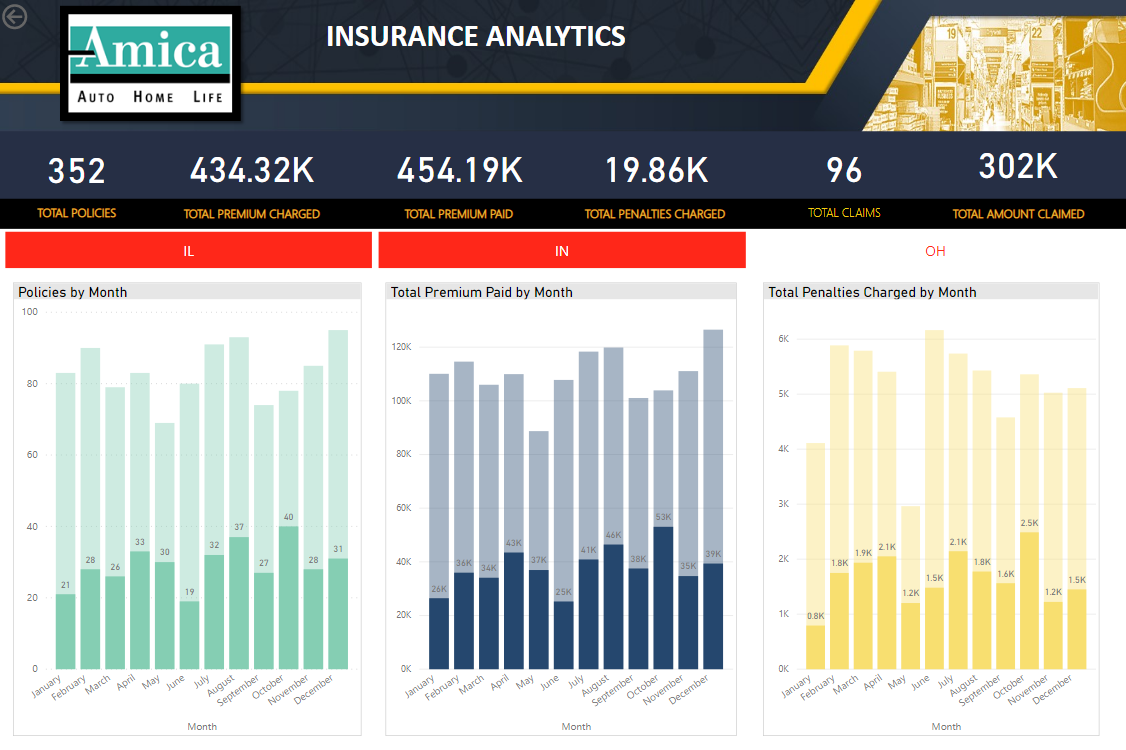 INSURANCE ANALYTICS
Amica
AUTO HOME LIFE
19
22
352
434.32K
454.19K
19.86K
96
302K
TOTAL POLICIES
TOTAL PREMIUM CHARGED
TOTAL PREMIUM PAID
TOTAL PENALTIES CHARGED
TOTAL CLAIMS
TOTAL AMOUNT CLAIMED
IL
IN
OH
Policies by Month
100
80
60
40
20
0
21
28
26
33
30
19
32
37
27
40
28
31
January
February
March
April
May
June
July
August
September
October
November
December
Month
Total Premium Paid by Month
120K
100K
80K
60K
40K
20K
0K
26K
36K
34K
43K
37K
25K
41K
46K
38K
53K
35K
39K
January
February
March
April
May
June
July
August
September
October
November
December
Month
Total Penalties Charged by Month
6K
5K
4K
3K
2K
1K
0K
0.8K
1.8K
1.9K
2.1K
1.2K
1.5K
2.1K
1.8K
1.6K
2.5K
1.2K
1.5K
January
February
March
April
May
June
July
August
September
October
November
December
Month